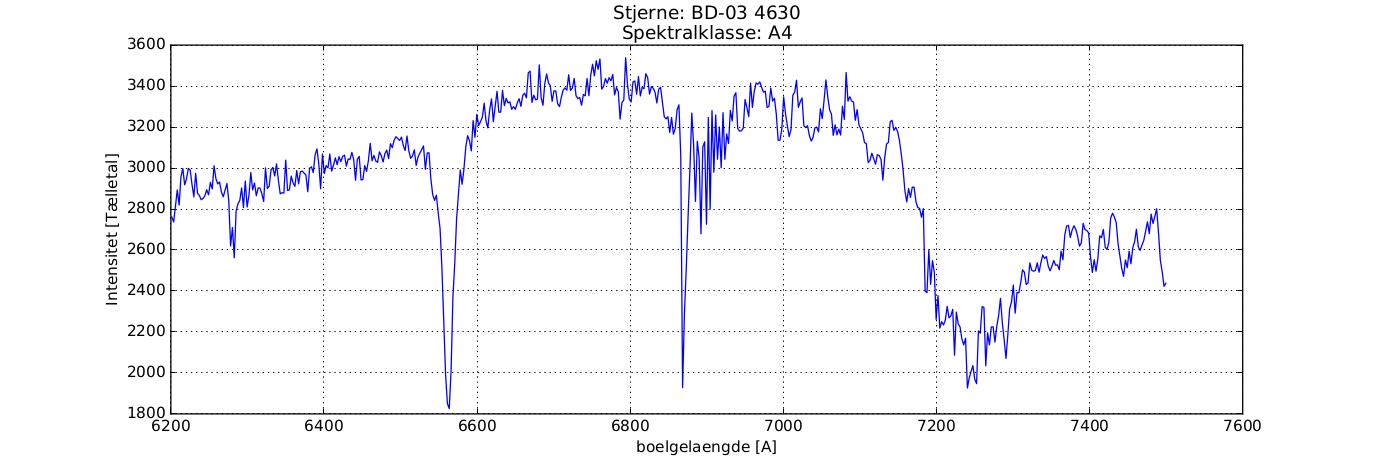 Stjerne: BD-03 4630
Spektralklasse: A4
3600
3400
3200
3000
2800
2600
2400
2200
2000
1800
Intensitet [Tælletal]
6200 6400 6600 6800 7000 7200 7400 7600
boelgelaengde [A]